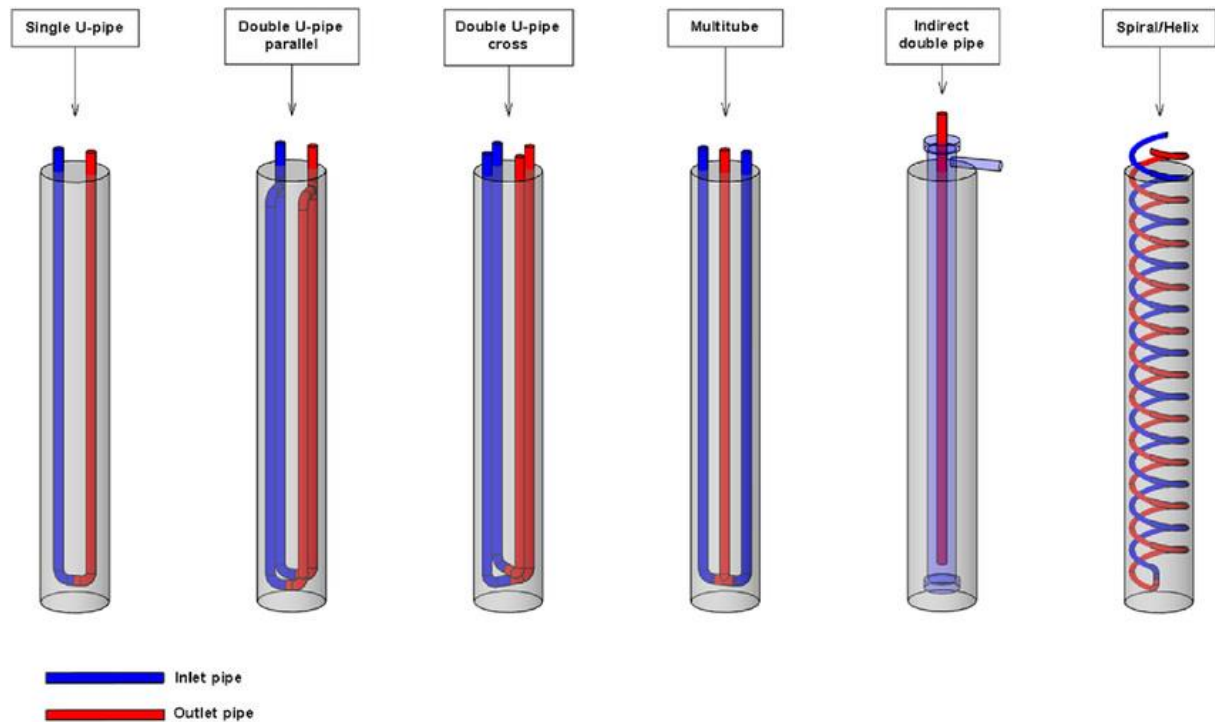 Single U-pipe
Double U-pipe
parallel
Double U-pipe
cross
Multitube
Indirect
double pipe
Spiral/Helix
Inlet pipe
Outlet pipe